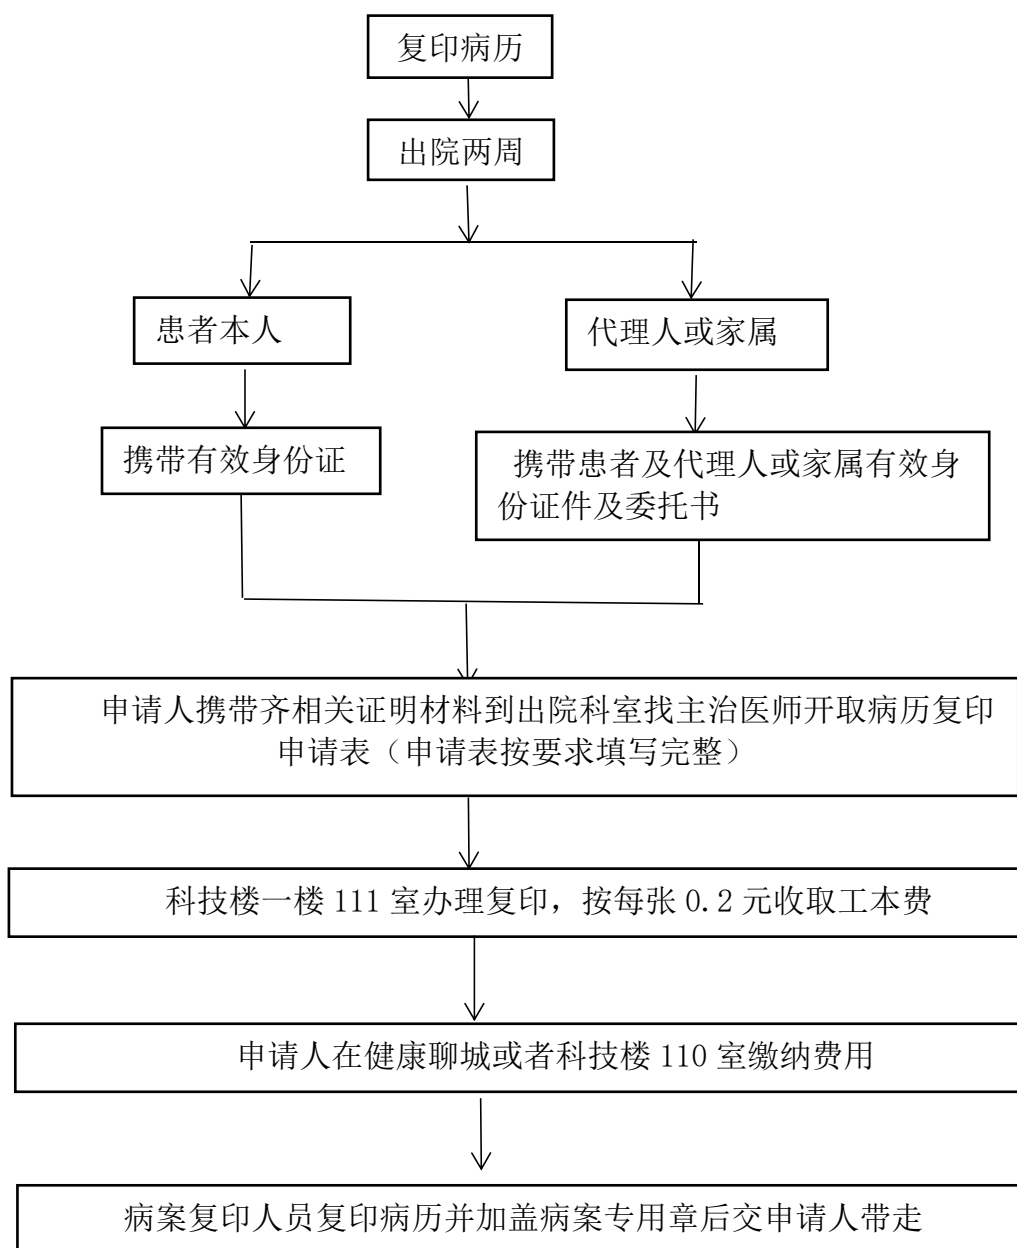 复印病历
出院两周
患者本人
代理人或家属
携带有效身份证
携带患者及代理人或家属有效身
份证件及委托书
申请人携带齐相关证明材料到出院科室找主治医师开取病历复印
申请表（申请表按要求填写完整）
科技楼一楼 111 室办理复印，按每张 0.2 元收取工本费
申请人在健康聊城或者科技楼 110 室缴纳费用
病案复印人员复印病历并加盖病案专用章后交申请人带走